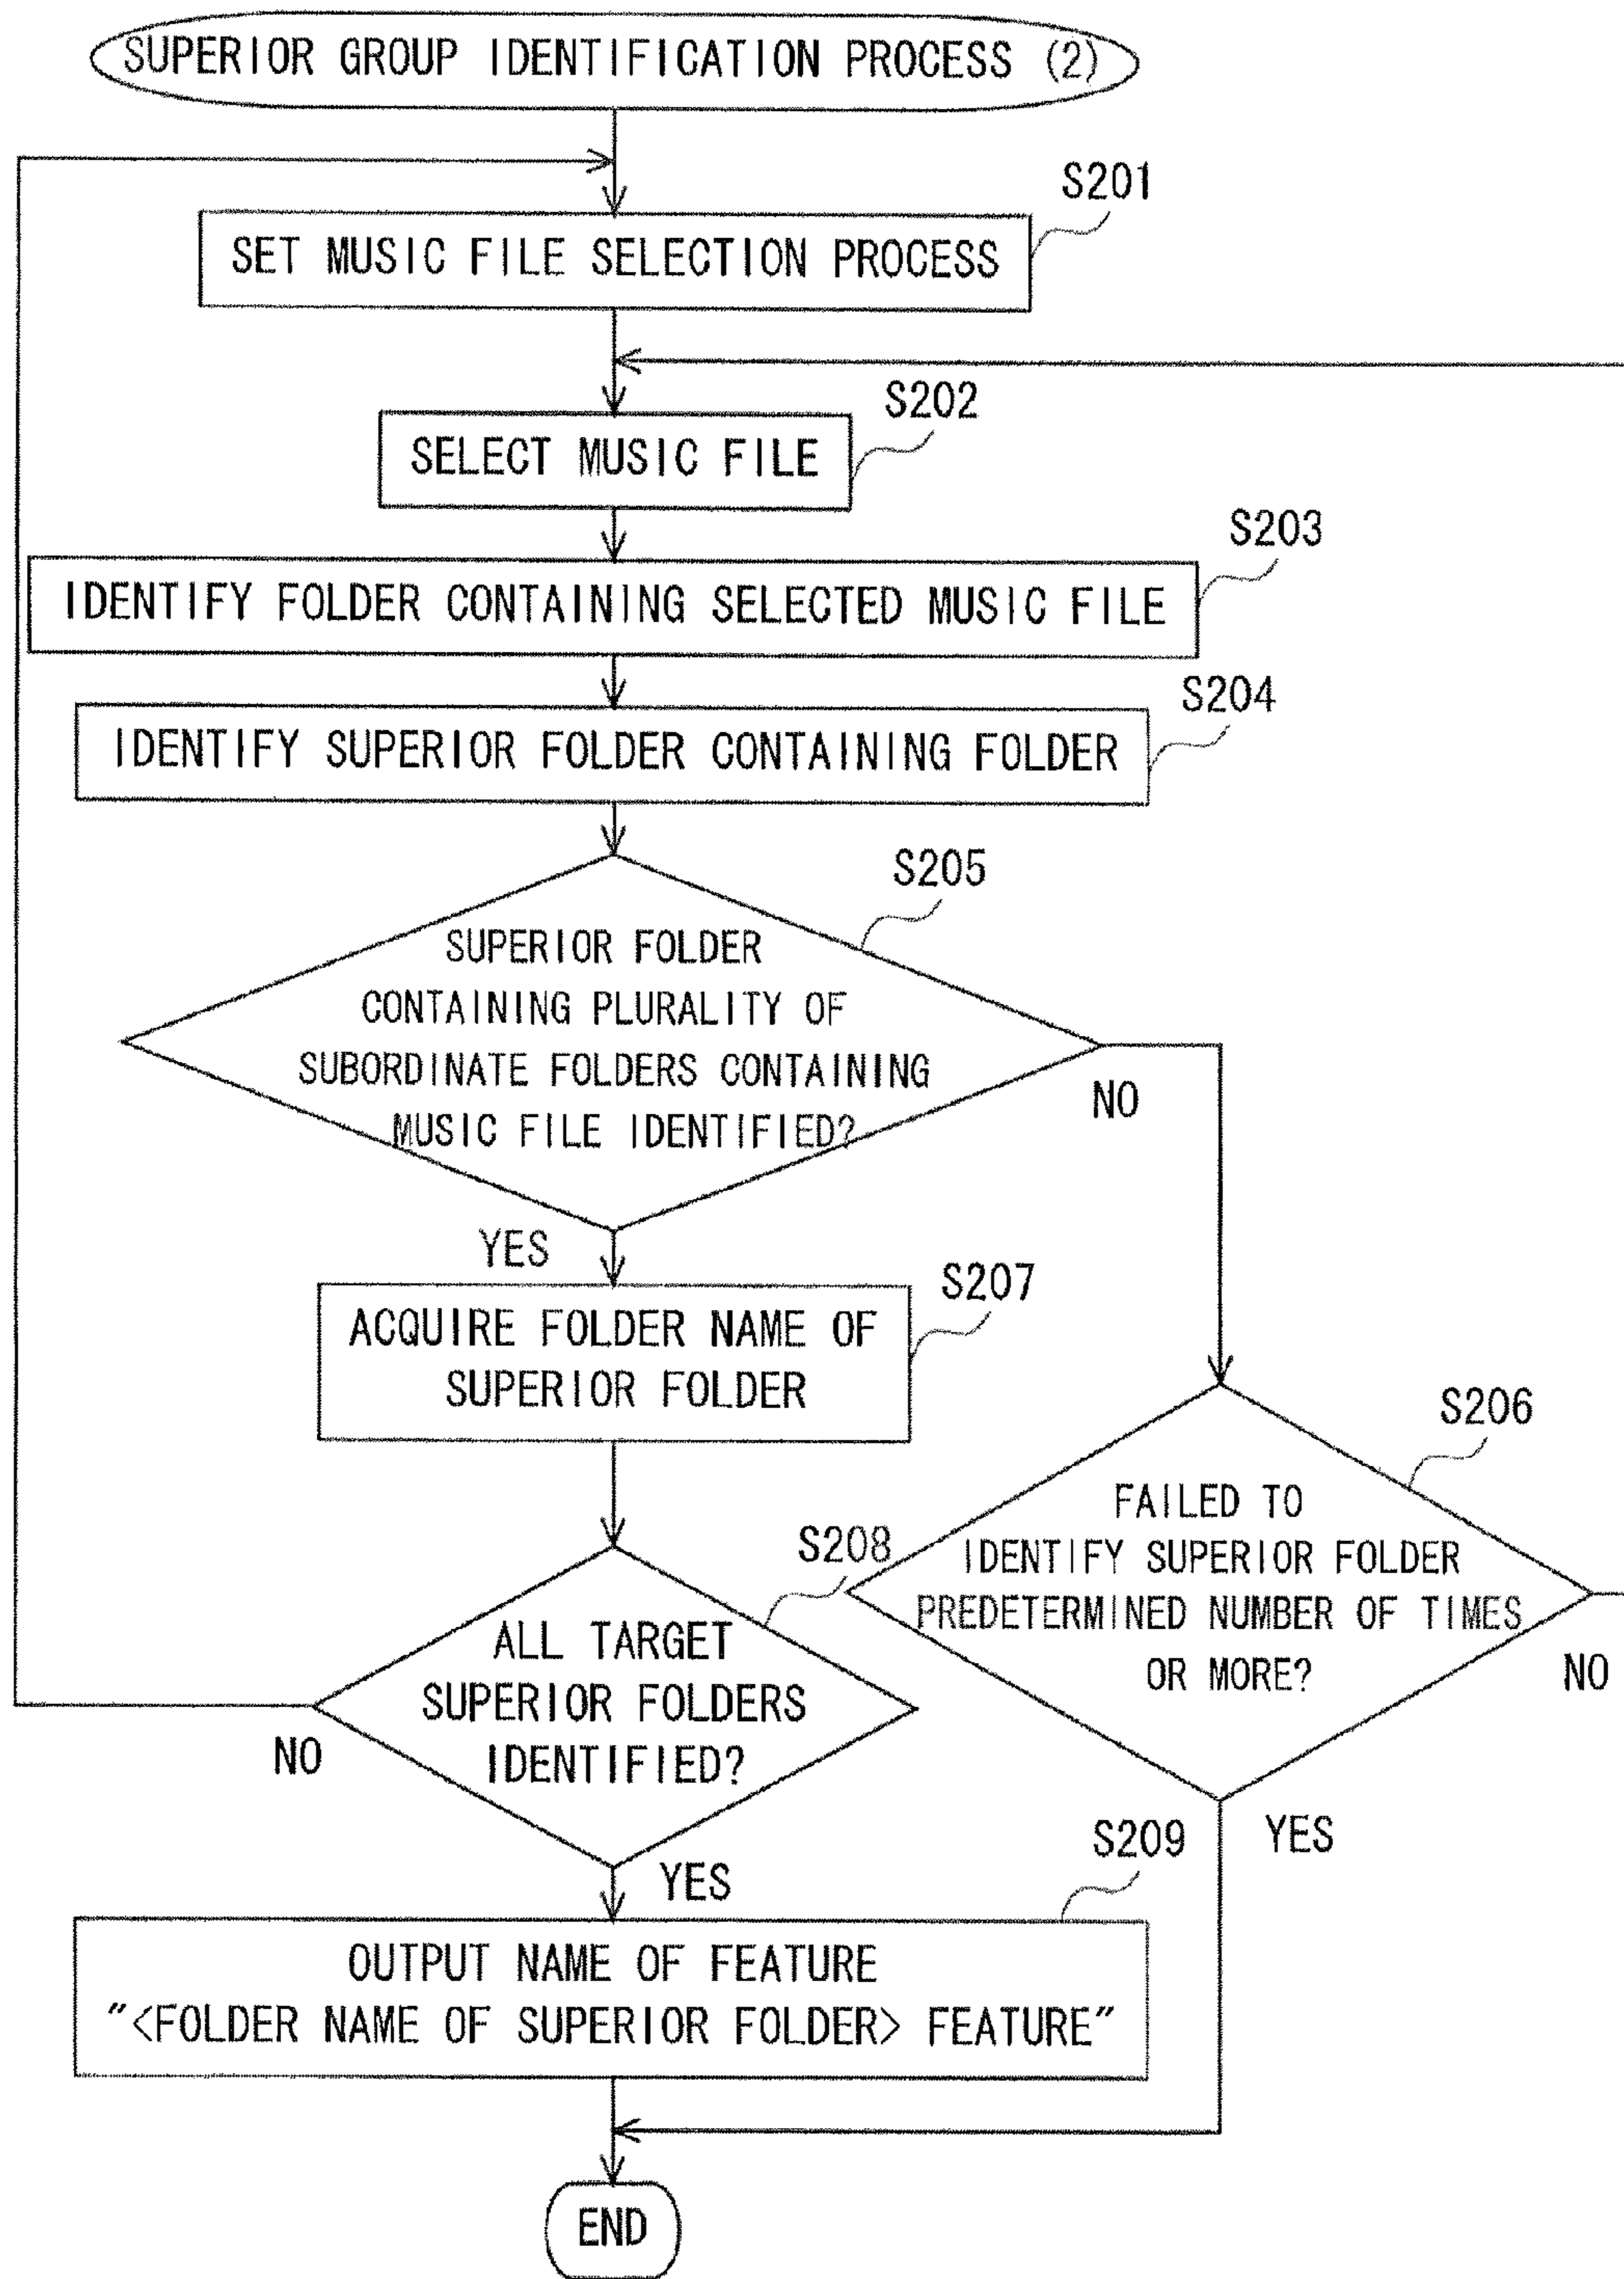 SUPERIOR GROUP IDENTIFICATION PROCESS (2)
S201
SET MUSIC FILE SELECTION PROCESS
S202
SELECT MUSIC FILE
S203
IDENTIFY FOLDER CONTAINING SELECTED MUSIC FILE
S204
IDENTIFY SUPERIOR FOLDER CONTAINING FOLDER
S205
SUPERIOR FOLDER
CONTAINING PLURALITY OF
SUBORDINATE FOLDERS CONTAINING
MUSIC FILE IDENTIFIED?
NO
YES
S207
ACQUIRE FOLDER NAME OF
SUPERIOR FOLDER
S206
FAILED TO
IDENTIFY SUPERIOR FOLDER
PREDETERMINED NUMBER OF TIMES
OR MORE?
NO
YES
S208
ALL TARGET
SUPERIOR FOLDERS
IDENTIFIED?
NO
YES
S209
OUTPUT NAME OF FEATURE
"<FOLDER NAME OF SUPERIOR FOLDER> FEATURE"
END